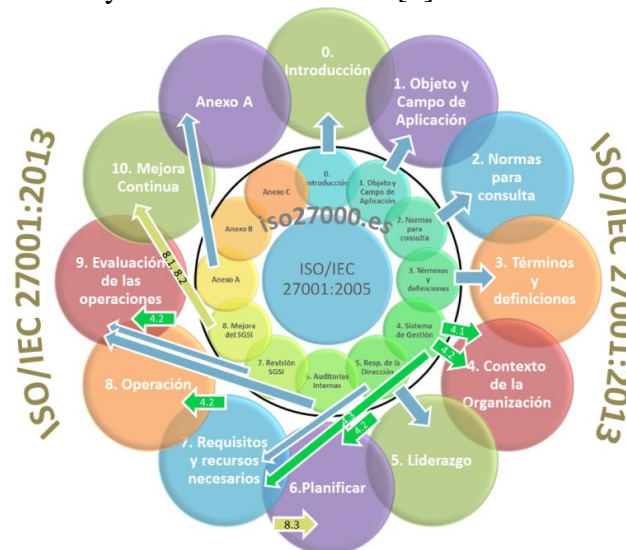 0.
Introducción
1. Objeto y
Campo de
Aplicación
2. Normas
para
consulta
3. Términos
y
definiciones
4. Contexto
de la
Organización
5. Liderazgo
6.Planificar
7. Requisitos
y recursos
necesarios
8. Operación
9. Evaluación
de las
operaciones
10. Mejora
Continua
Anexo A
ISO/IEC 27001:2013
ISO/IEC 27001:2013
0.
Introducción
1. Objeto y
Campo de
Aplicación
2. Normas
para
consulta
3. Términos
y
definiciones
4. Sistema
de Gestión
5. Resp. de la
Dirección
6. Auditorías
Internas
7. Revisión
SGSI
8. Mejora
del SGSI
Anexo A
Anexo B
Anexo C
iso27000.es
ISO/IEC
27001:2005
4.1
4.2
4.3
4.2
4.2
4.2
8.1, 8.2
8.3